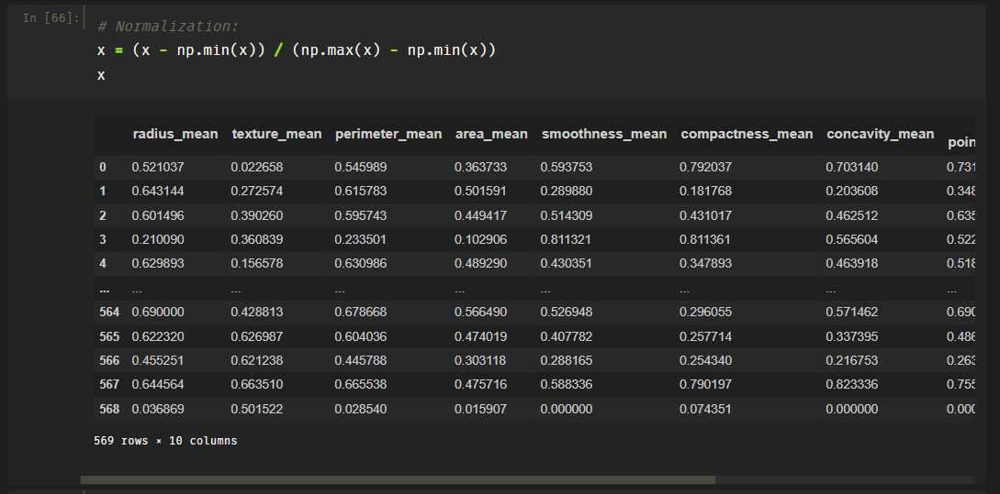 In [66]:
# Normalization:
x = (x - np.min(x)) / (np.max(x) - np.min(x))
x
radius_mean texture_mean perimeter_mean area_mean smoothness_mean compactness_mean concavity_mean poin
0 0.521037 0.022658 0.545989 0.363733 0.593753 0.792037 0.703140 0.731
1 0.643144 0.272574 0.615783 0.501591 0.289880 0.181768 0.203608 0.348
2 0.601496 0.390260 0.595743 0.449417 0.514309 0.431017 0.462512 0.635
3 0.210090 0.360839 0.233501 0.102906 0.811321 0.811361 0.565604 0.522
4 0.629893 0.156578 0.630986 0.489290 0.430351 0.347893 0.463918 0.518
... ... ... ... ... ... ... ... ...
564 0.690000 0.428813 0.678668 0.566490 0.526948 0.296055 0.571462 0.690
565 0.622320 0.626987 0.604036 0.474019 0.407782 0.257714 0.337395 0.486
566 0.455251 0.621238 0.445788 0.303118 0.288165 0.254340 0.216753 0.263
567 0.644564 0.663510 0.665538 0.475716 0.588336 0.790197 0.823336 0.755
568 0.036869 0.501522 0.028540 0.015907 0.000000 0.074351 0.000000 0.000
569 rows × 10 columns